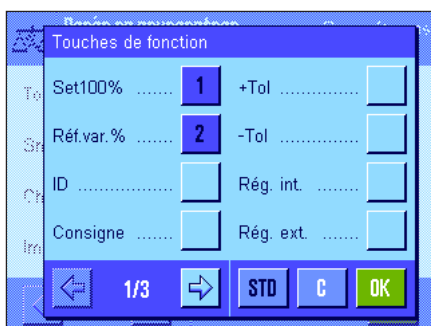 Touches de fonction
Set100% ....... 1
+Tol ...............
Réf.var.% ....... 2
-Tol ................
ID ..................
Rég. int. .......
Consigne .......
Rég. ext. .......
1/3
STD
C
OK